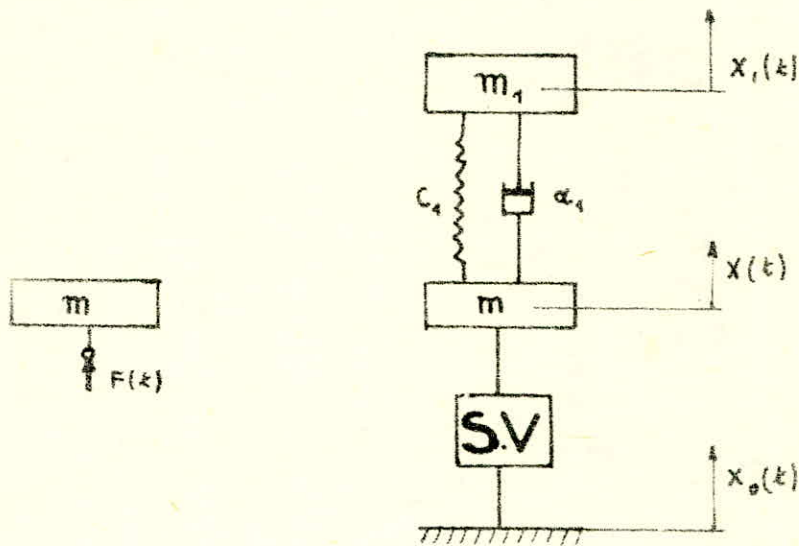 m₁
X₁(t)
C₁
α₁
X(t)
m
m
F(t)
S.V
X₀(t)